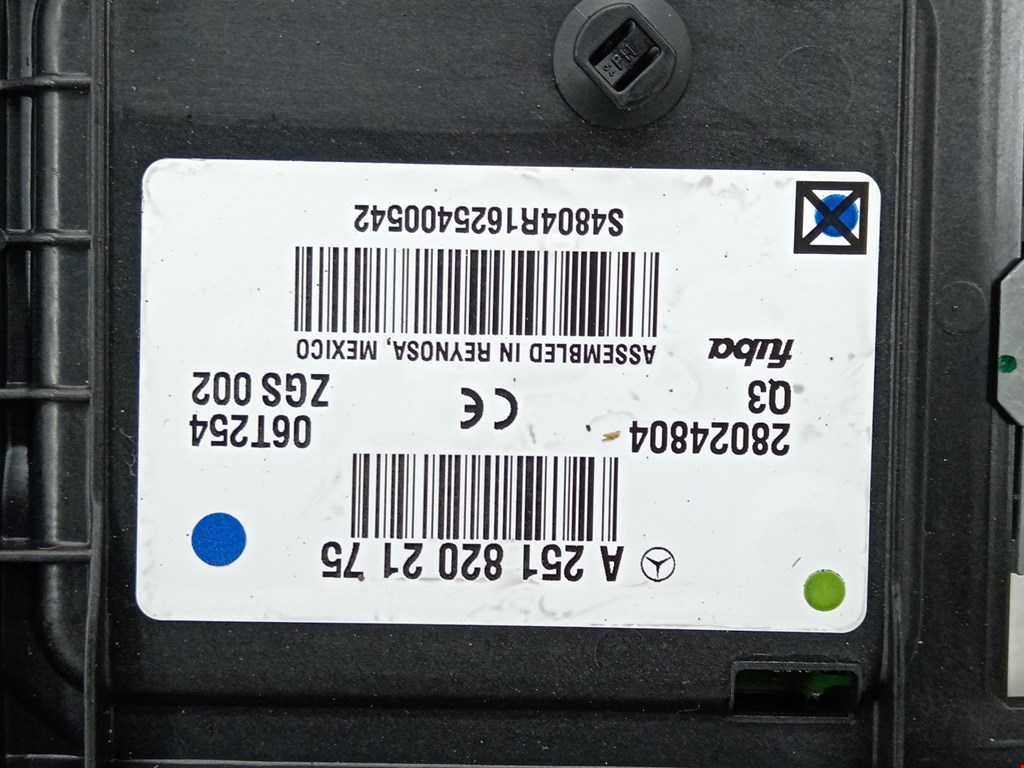 A 251 820 21 75
28024804
06T254
Q3
ZGS 002
CE
fuba
ASSEMBLED IN REYNOSA, MEXICO
S4804R1625400542